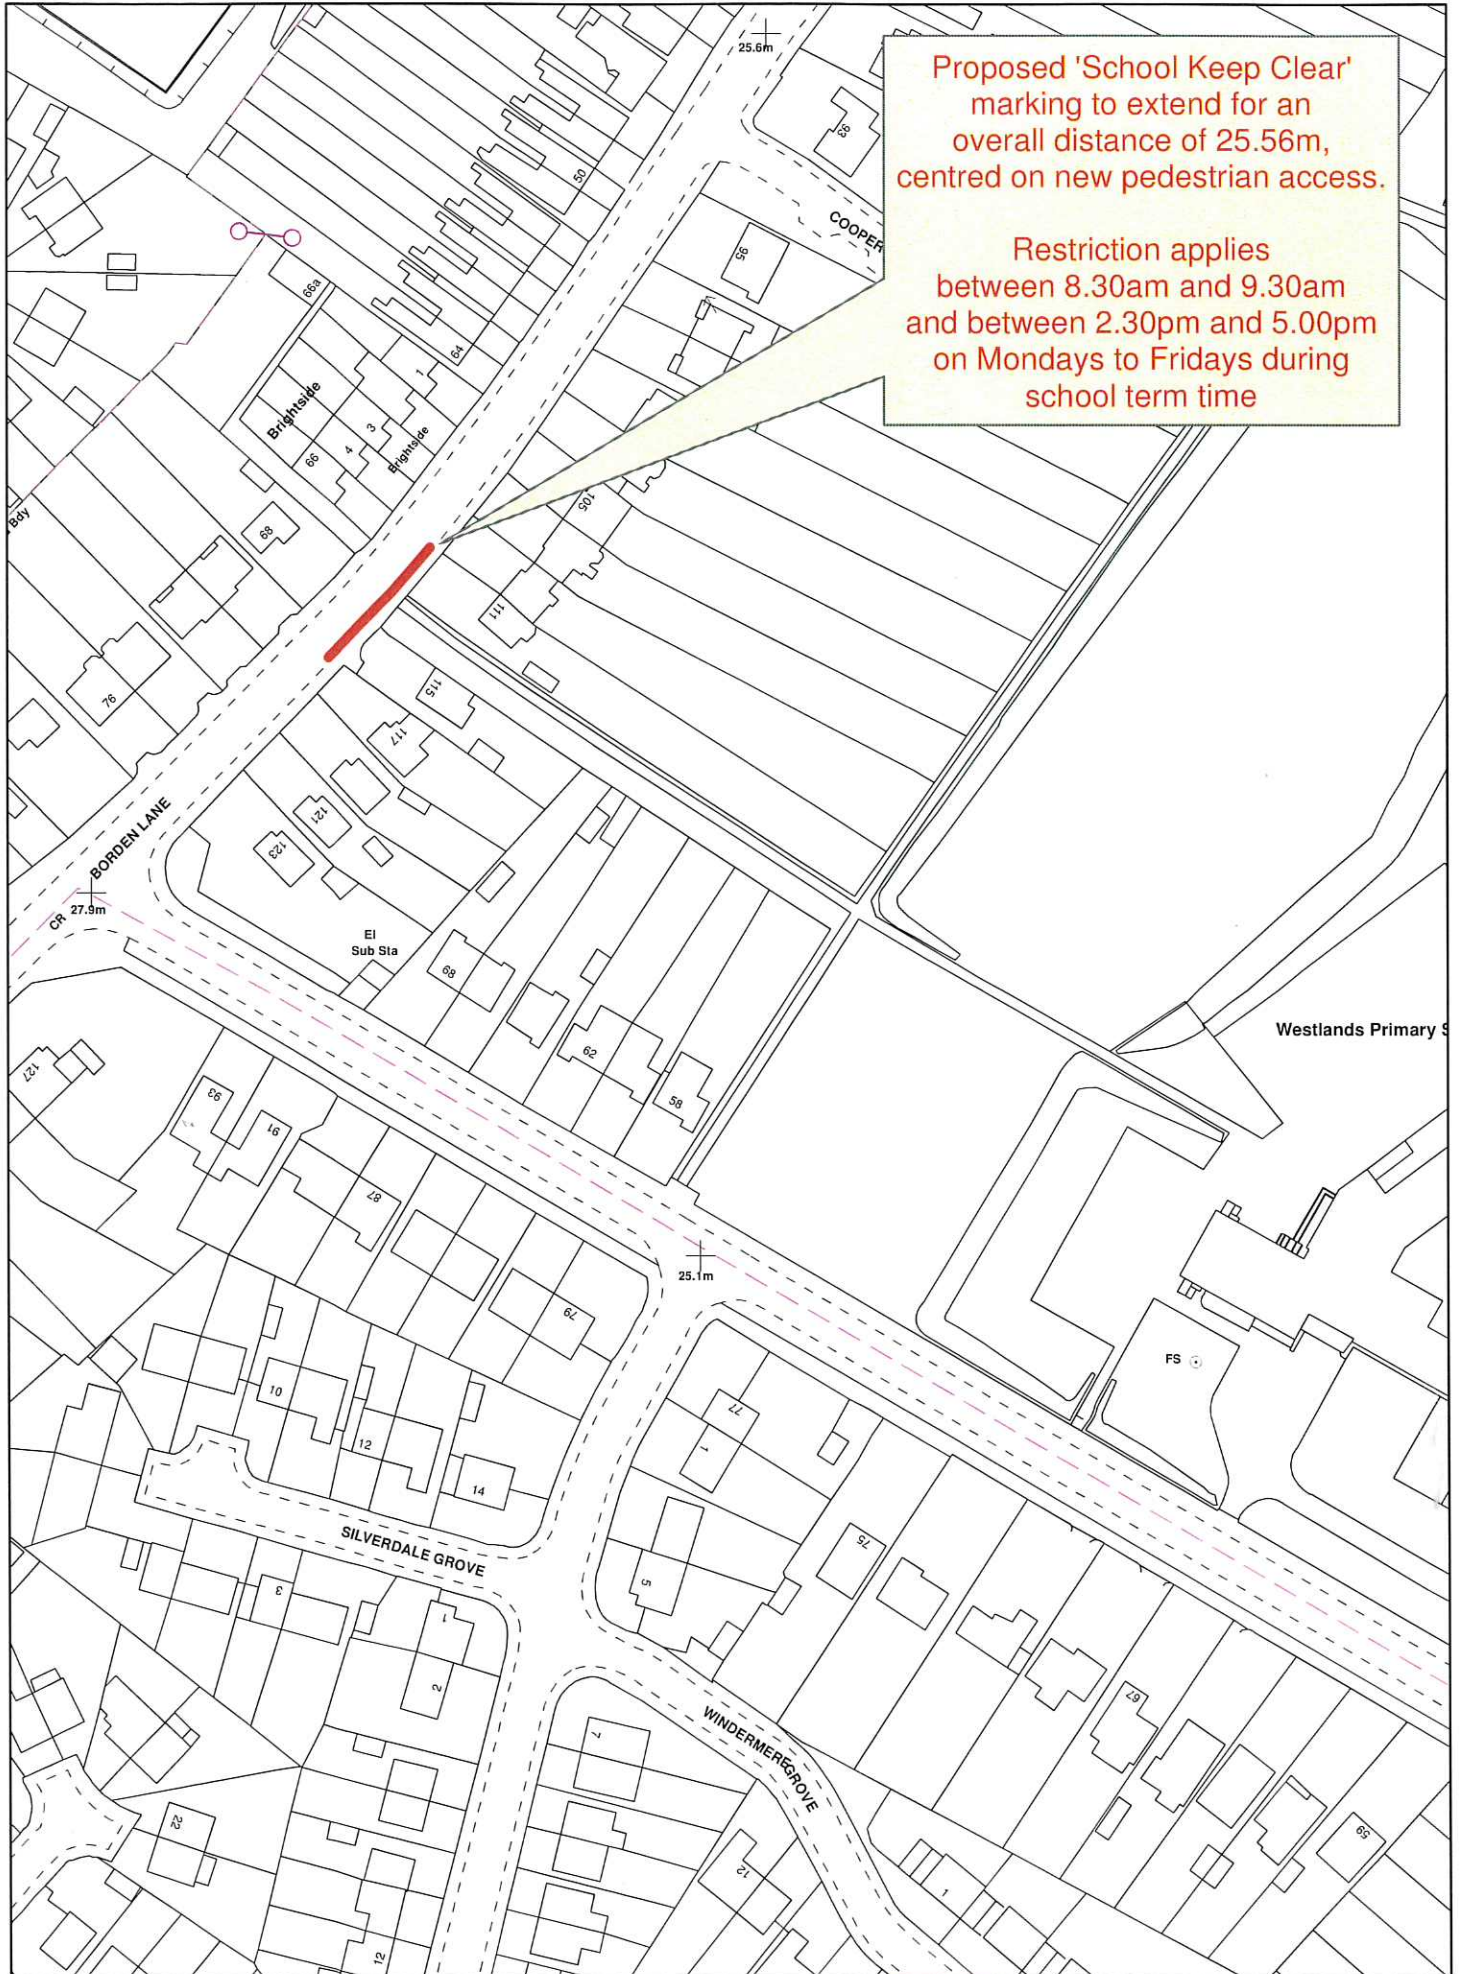 25.6m
Proposed 'School Keep Clear'
marking to extend for an
overall distance of 25.56m,
centred on new pedestrian access.
Restriction applies
between 8.30am and 9.30am
and between 2.30pm and 5.00pm
on Mondays to Fridays during
school term time
93
50
COOPER
95
66a
64
1
Brightside
3
4
66
Brightside
Bdy
89
105
111
76
115
117
121
123
BORDEN LANE
CR
27.9m
El
Sub Sta
68
62
58
Westlands Primary S
127
93
91
87
79
25.1m
FS
10
12
14
77
1
SILVERDALE GROVE
75
5
3
1
2
WINDERMERE GROVE
67
7
22
59
12
1
12